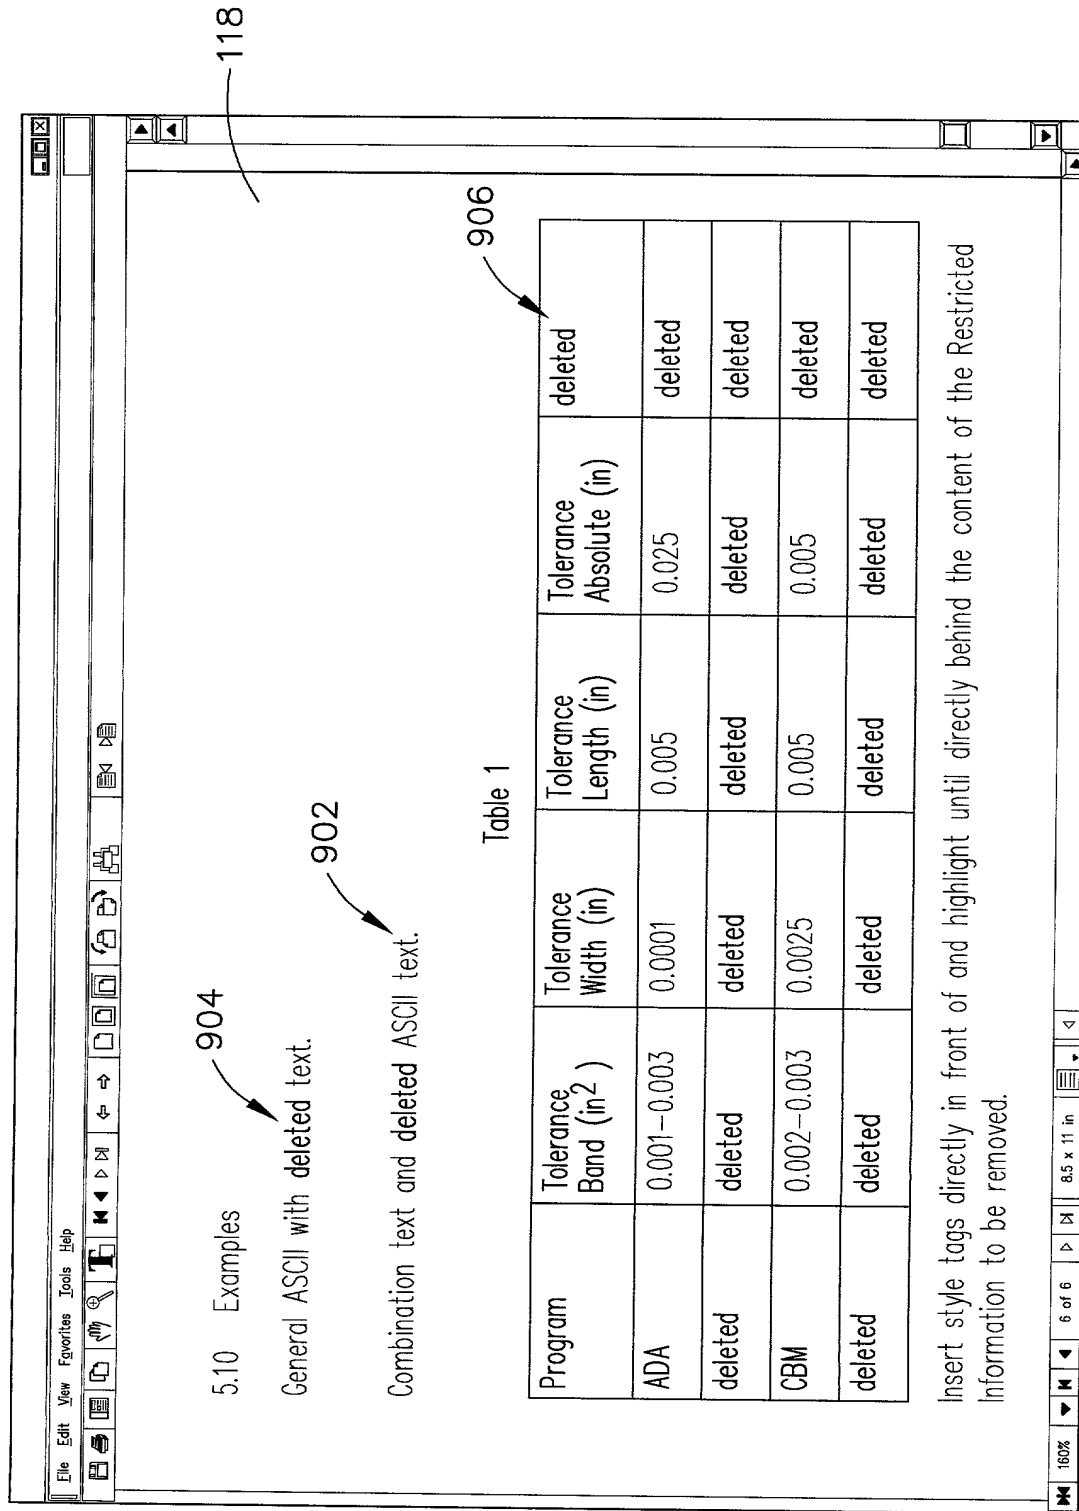 File Edit View Favorites Tools Help
118
5.10 Examples
904
General ASCII with deleted text.
902
Combination text and deleted ASCII text.
Table 1
906
Program
Tolerance
Band (in²)
Tolerance
Width (in)
Tolerance
Length (in)
Tolerance
Absolute (in)
deleted
ADA 0.001-0.003 0.0001 0.005 0.025 deleted
deleted deleted deleted deleted deleted deleted
CBM 0.002-0.003 0.0025 0.005 0.005 deleted
deleted deleted deleted deleted deleted deleted
Insert style tags directly in front of and highlight until directly behind the content of the Restricted
Information to be removed.
160% 6 of 6 8.5 x 11 in